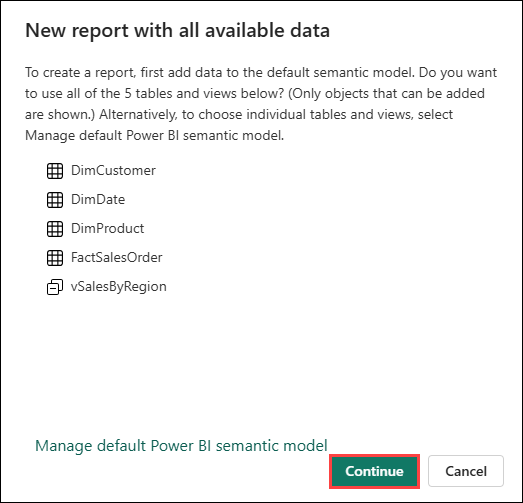 New report with all available data
To create a report, first add data to the default semantic model. Do you want
to use all of the 5 tables and views below? (Only objects that can be added
are shown.) Alternatively, to choose individual tables and views, select
Manage default Power BI semantic model.
DimCustomer
DimDate
DimProduct
FactSalesOrder
vSalesByRegion
Manage default Power BI semantic model
Continue Cancel